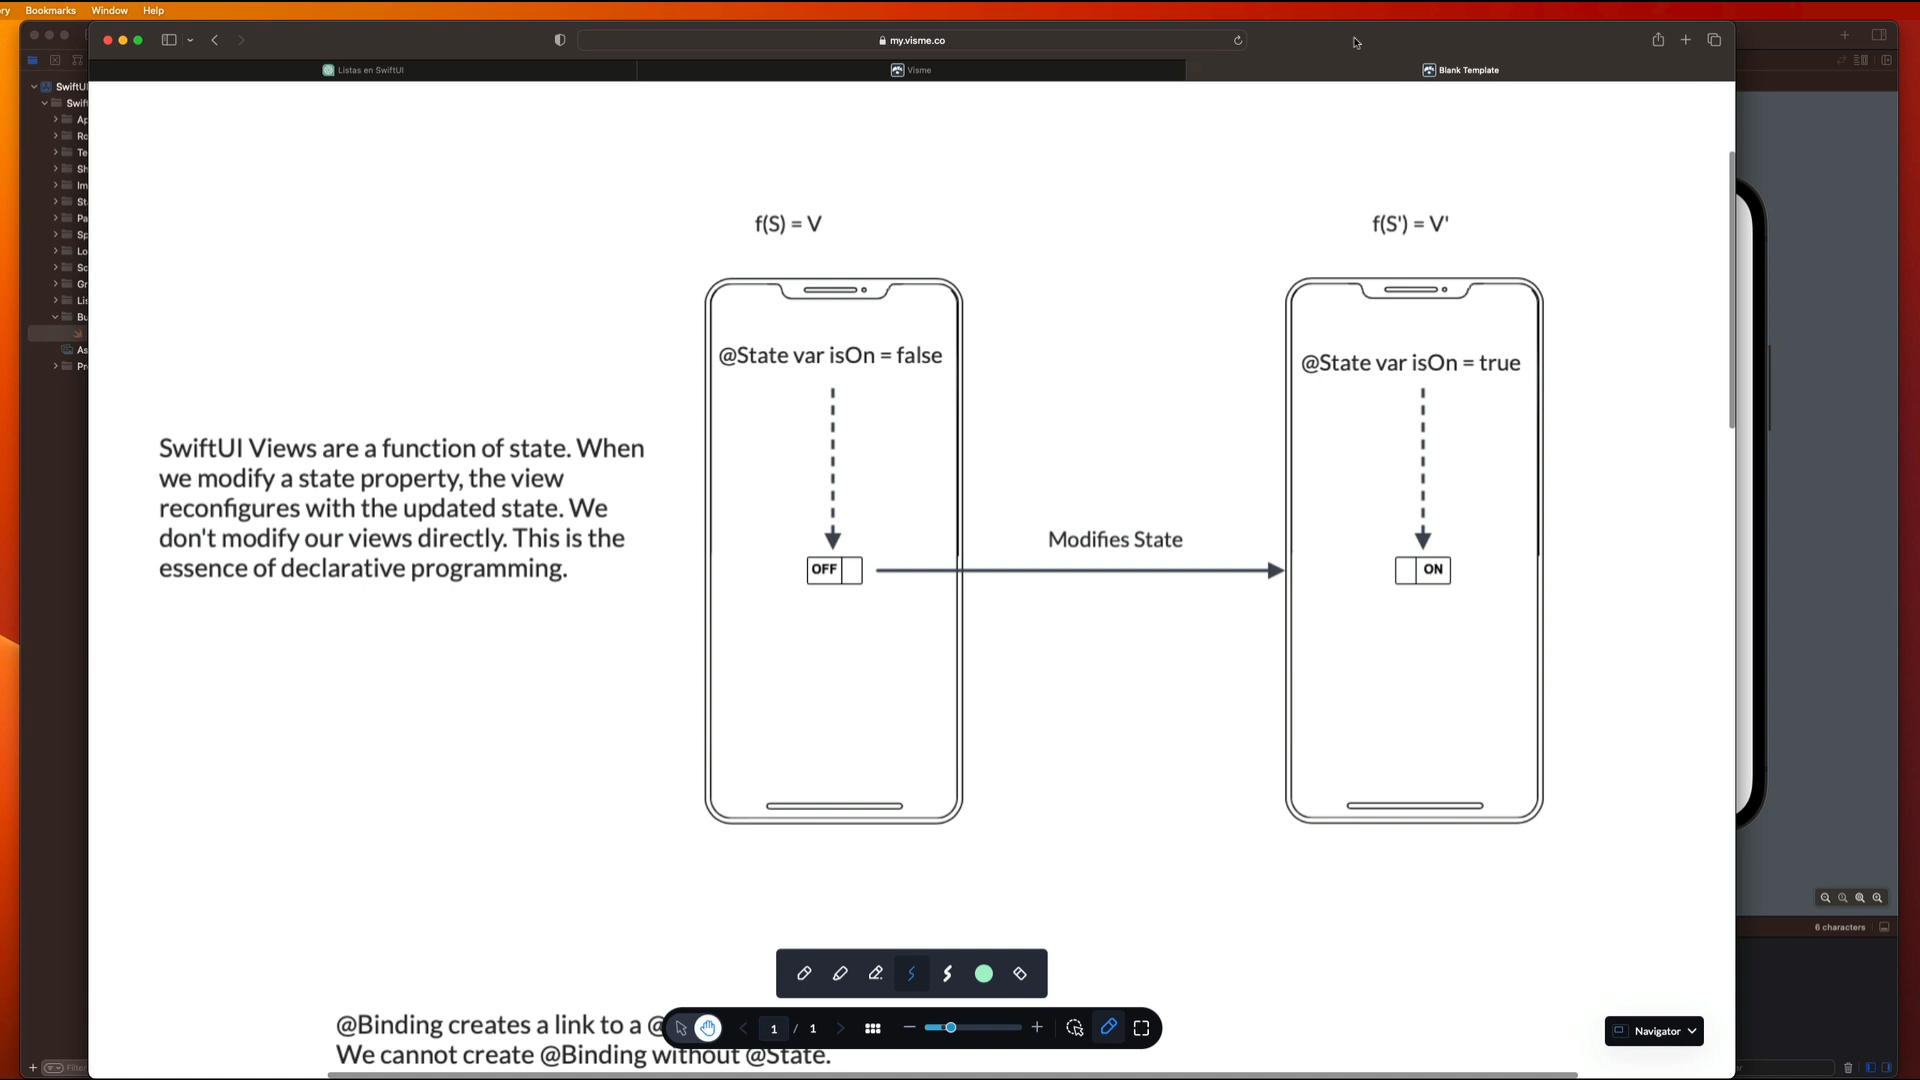 Bookmarks Window Help
my.visme.co
Listas en SwiftUI
Visme
Blank Template
f(S) = V
f(S') = V'
@State var isOn = false
@State var isOn = true
SwiftUI Views are a function of state. When
we modify a state property, the view
reconfigures with the updated state. We
don't modify our views directly. This is the
essence of declarative programming.
Modifies State
OFF
ON
@Binding creates a link to a @
We cannot create @Binding without @State.
1 / 1
Navigator
6 characters
Filter